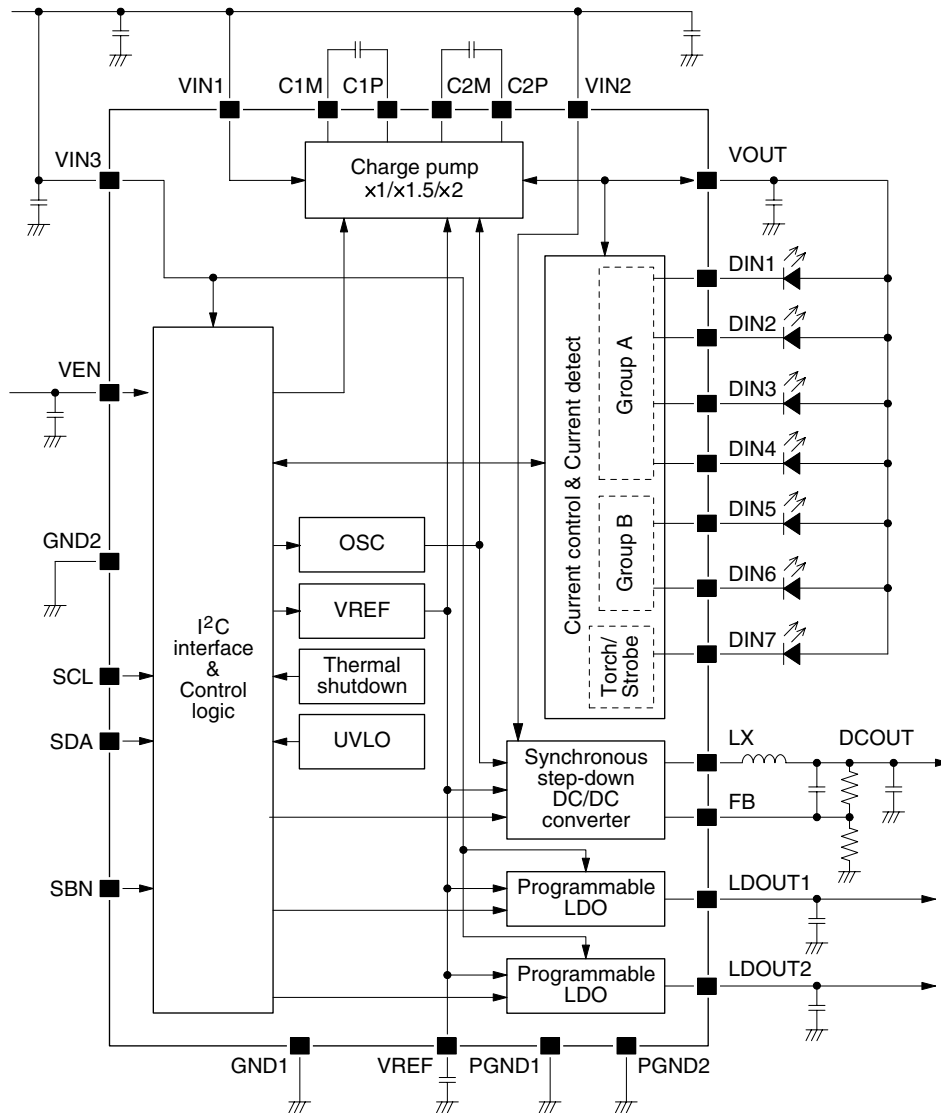 VIN1
C1M
C1P
C2M
C2P
VIN2
VIN3
Charge pump
x1/x1.5/x2
VOUT
DIN1
DIN2
DIN3
DIN4
DIN5
DIN6
DIN7
Current control & Current detect
Group A
Group B
Torch/
Strobe
VEN
GND2
SCL
SDA
SBN
I²C
interface
&
Control
logic
OSC
VREF
Thermal
shutdown
UVLO
Synchronous
step-down
DC/DC
converter
LX
DCOUT
FB
Programmable
LDO
LDOUT1
Programmable
LDO
LDOUT2
GND1
VREF
PGND1
PGND2